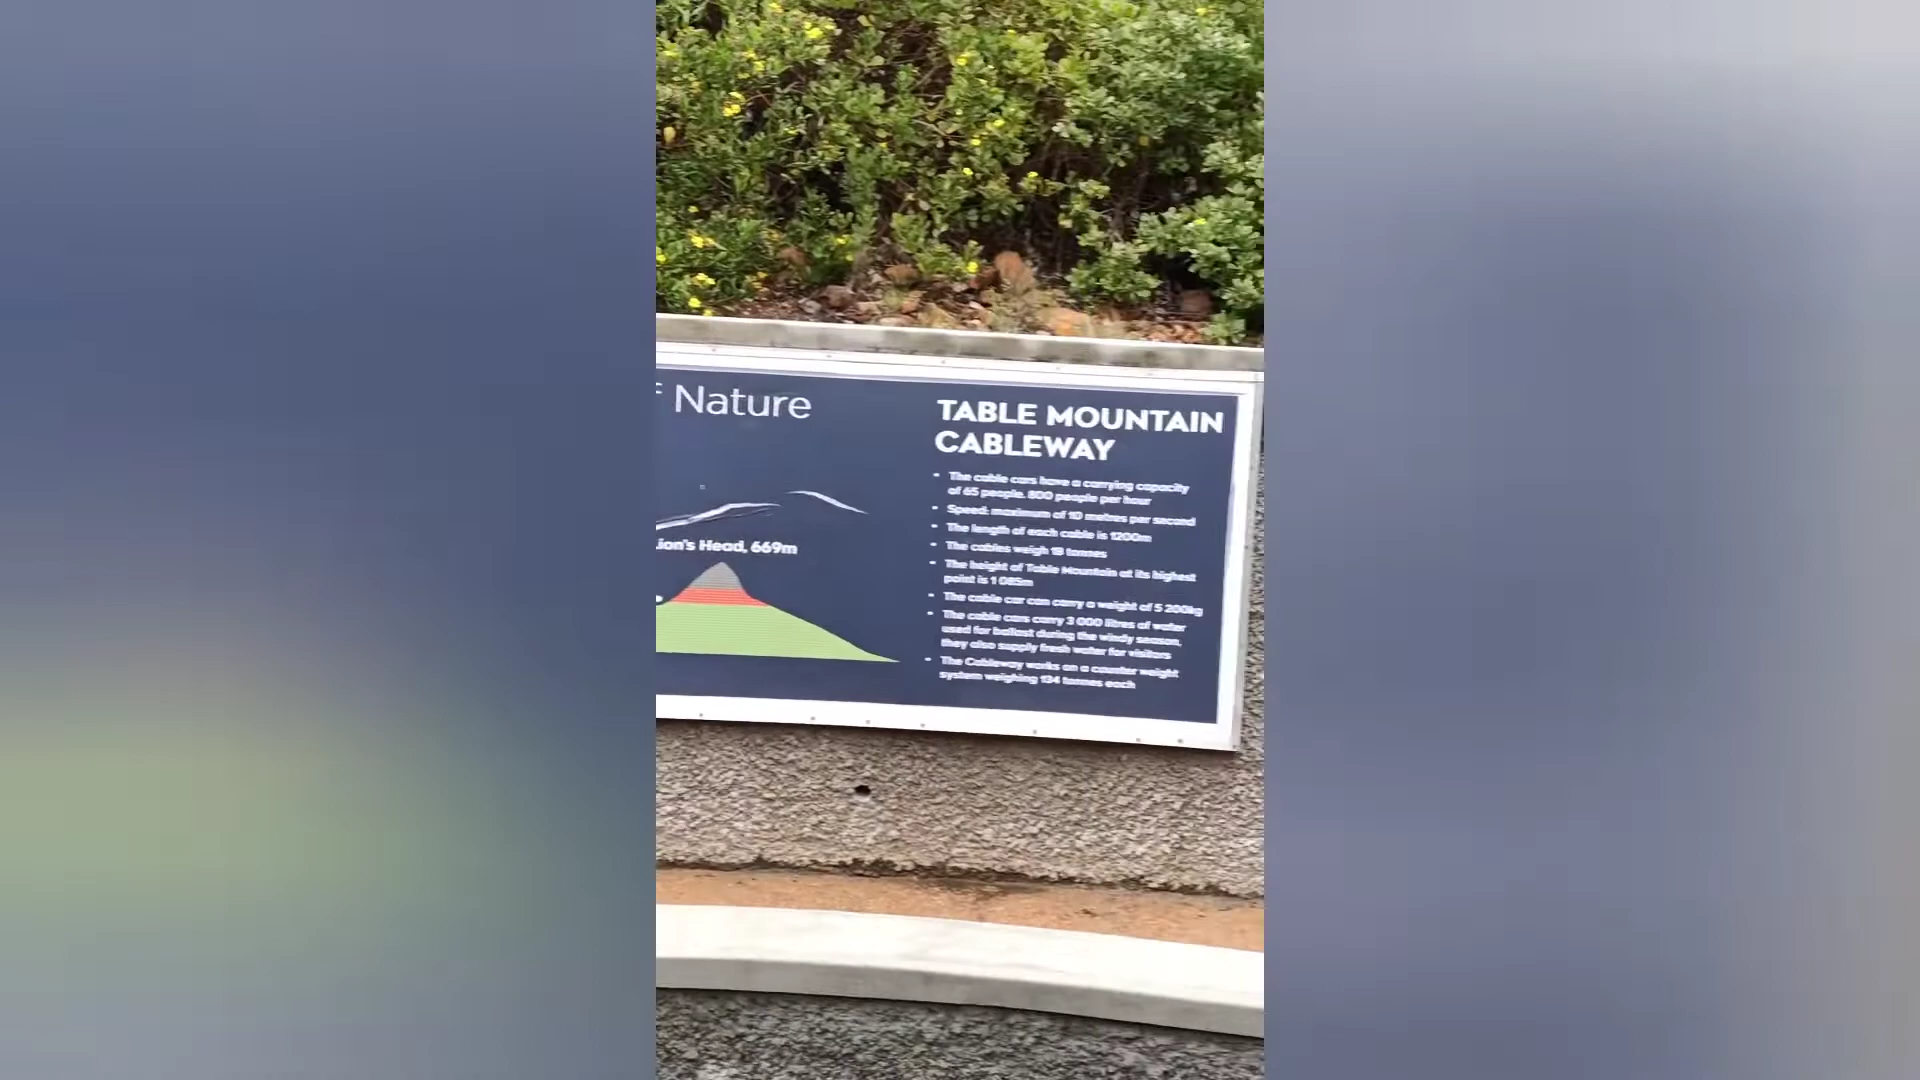 f Nature
Lion's Head, 669m
TABLE MOUNTAIN
CABLEWAY
• The cable cars have a carrying capacity
of 65 people. 800 people per hour
• Speed: maximum of 10 metres per second
• The length of each cable is 1200m
• The cables weigh 18 tonnes
• The height of Table Mountain at its highest
point is 1 085m
• The cable car can carry a weight of 5 200kg
• The cable cars carry 3 000 litres of water
used for ballast during the windy season,
they also supply fresh water for visitors
• The Cableway works on a counter weight
system weighing 134 tonnes each